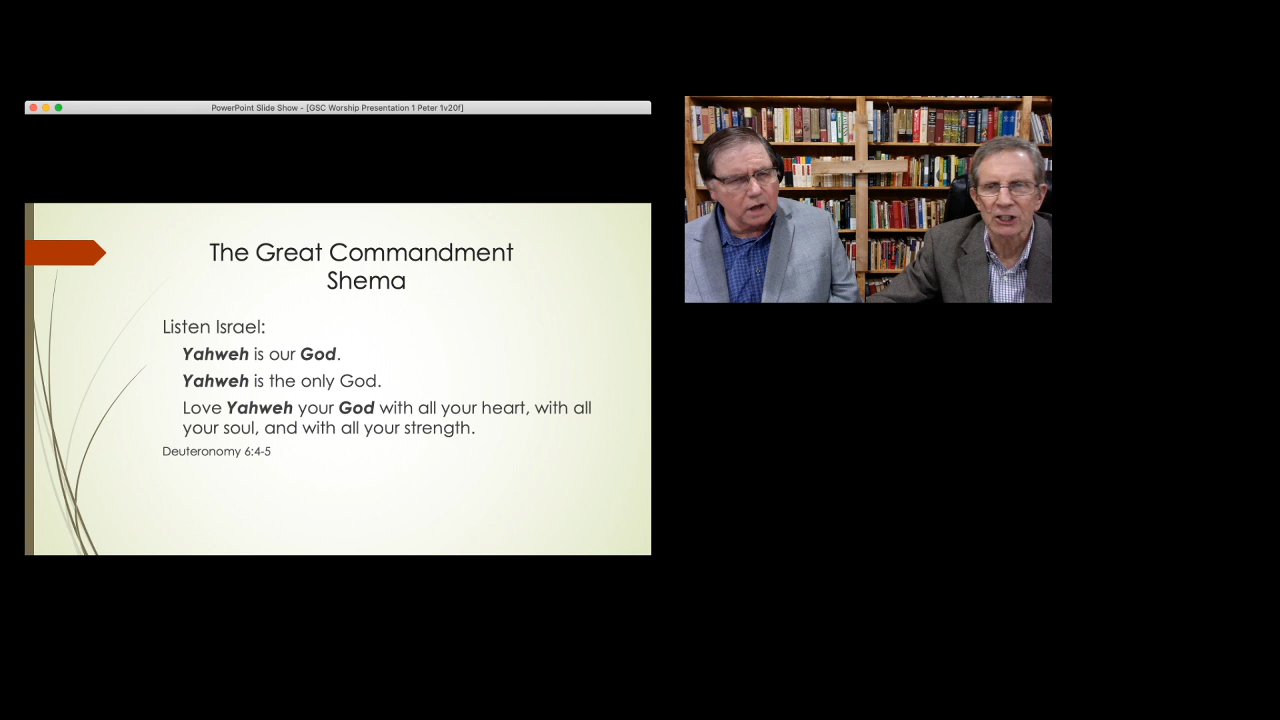 PowerPoint Slide Show - [GSC Worship Presentation 1 Peter 1v20f]
The Great Commandment
Shema
Listen Israel:
Yahweh is our God.
Yahweh is the only God.
Love Yahweh your God with all your heart, with all
your soul, and with all your strength.
Deuteronomy 6:4-5